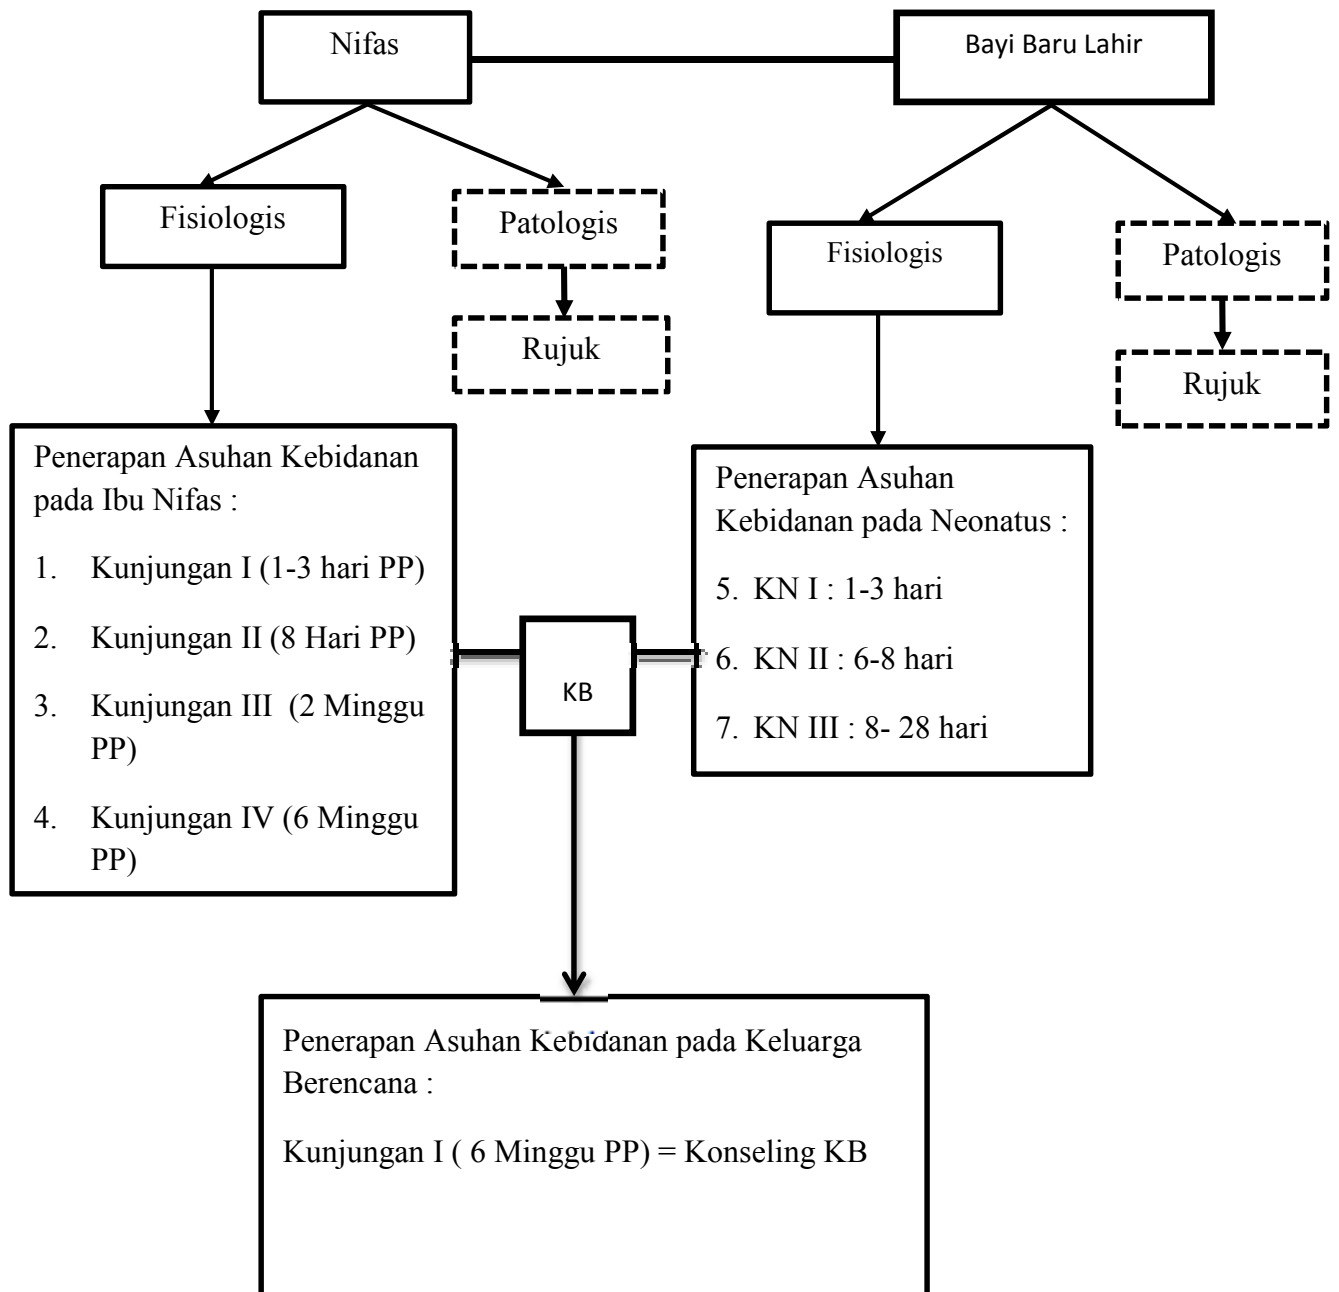 Nifas
Bayi Baru Lahir
Fisiologis
Patologis
Rujuk
Fisiologis
Patologis
Rujuk
Penerapan Asuhan Kebidanan
pada Ibu Nifas :
1. Kunjungan I (1-3 hari PP)
2. Kunjungan II (8 Hari PP)
3. Kunjungan III (2 Minggu
PP)
4. Kunjungan IV (6 Minggu
PP)
Penerapan Asuhan
Kebidanan pada Neonatus :
5. KN I : 1-3 hari
6. KN II : 6-8 hari
7. KN III : 8- 28 hari
KB
Penerapan Asuhan Kebidanan pada Keluarga
Berencana :
Kunjungan I ( 6 Minggu PP) = Konseling KB